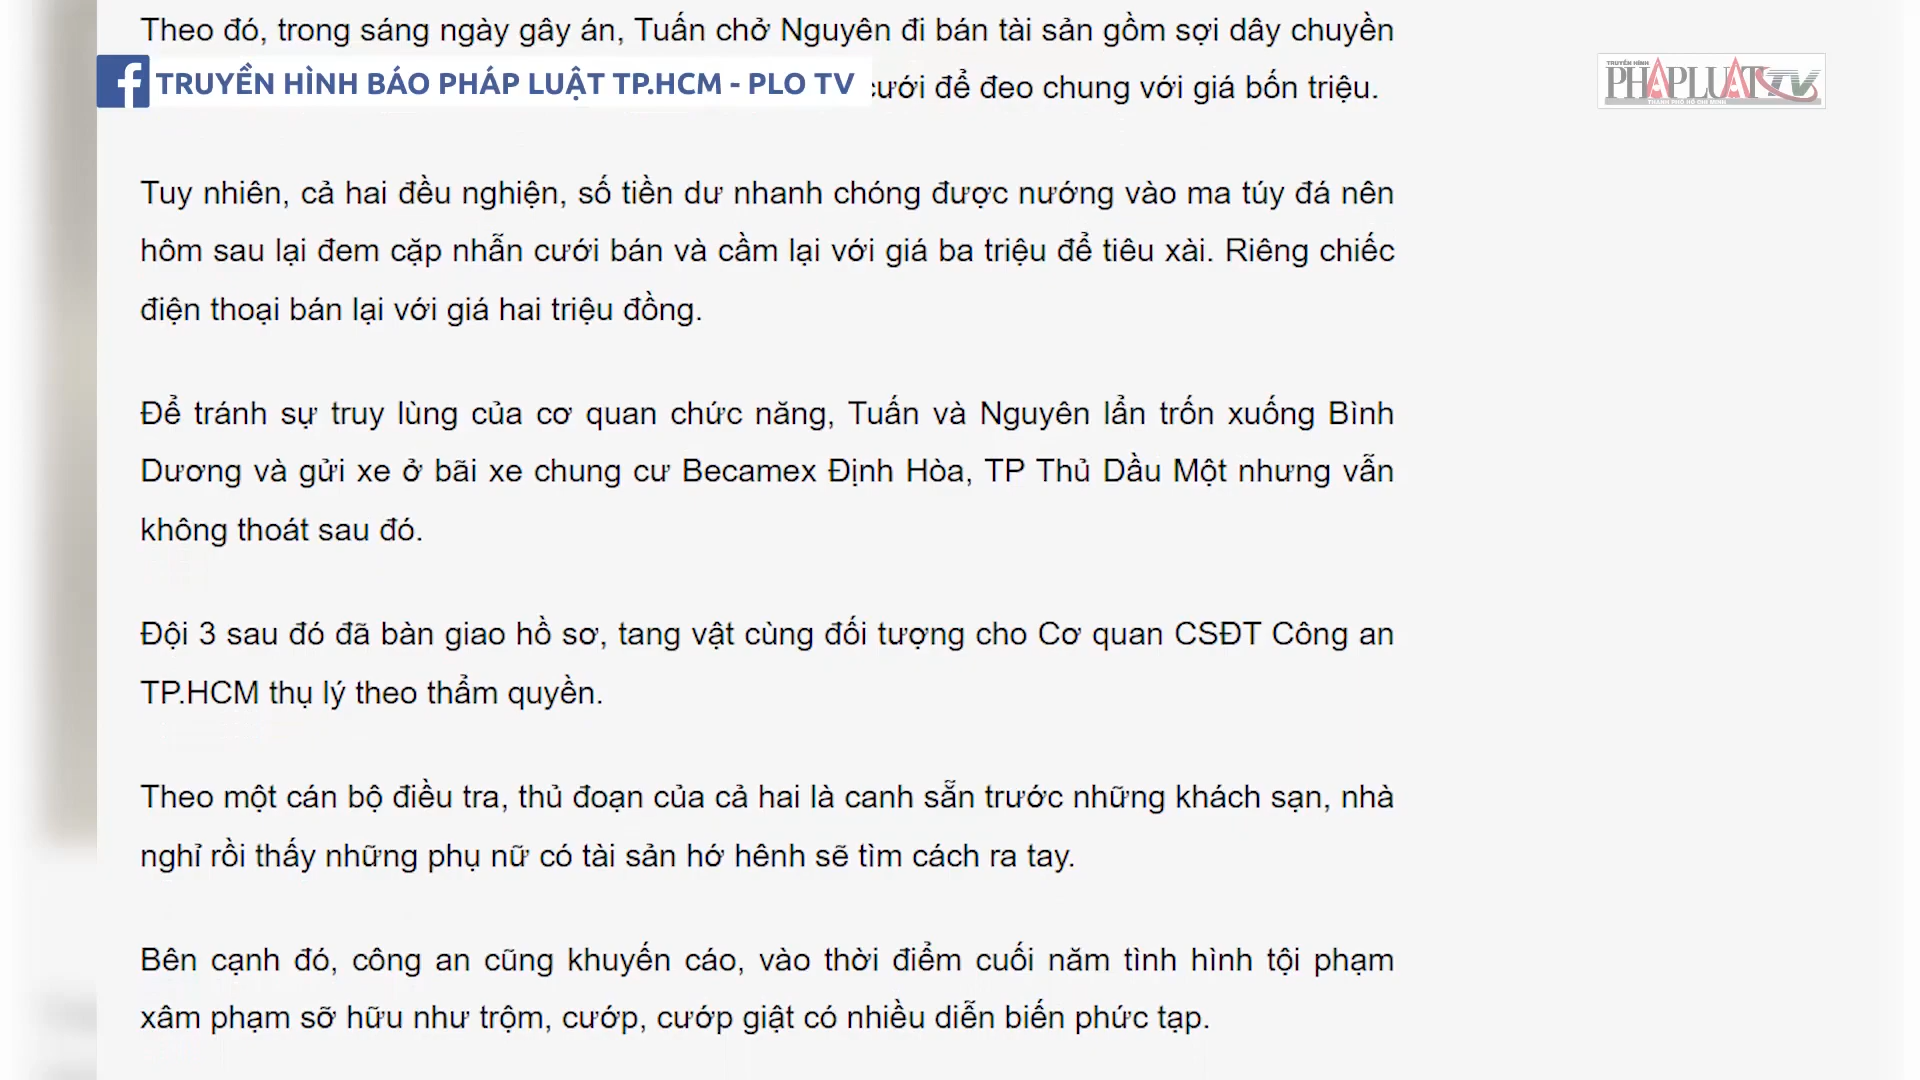 Theo đó, trong sáng ngày gây án, Tuấn chở Nguyên đi bán tài sản gồm sợi dây chuyền
TRUYỀN HÌNH BÁO PHÁP LUẬT TP.HCM - PLO TV
cưới để đeo chung với giá bốn triệu.
TRUYỀN HÌNH
PHÁP LUẬT TV
THÀNH PHỐ HỒ CHÍ MINH
Tuy nhiên, cả hai đều nghiện, số tiền dư nhanh chóng được nướng vào ma túy đá nên
hôm sau lại đem cặp nhẫn cưới bán và cầm lại với giá ba triệu để tiêu xài. Riêng chiếc
điện thoại bán lại với giá hai triệu đồng.
Để tránh sự truy lùng của cơ quan chức năng, Tuấn và Nguyên lẩn trốn xuống Bình
Dương và gửi xe ở bãi xe chung cư Becamex Định Hòa, TP Thủ Dầu Một nhưng vẫn
không thoát sau đó.
Đội 3 sau đó đã bàn giao hồ sơ, tang vật cùng đối tượng cho Cơ quan CSĐT Công an
TP.HCM thụ lý theo thẩm quyền.
Theo một cán bộ điều tra, thủ đoạn của cả hai là canh sẵn trước những khách sạn, nhà
nghỉ rồi thấy những phụ nữ có tài sản hớ hênh sẽ tìm cách ra tay.
Bên cạnh đó, công an cũng khuyến cáo, vào thời điểm cuối năm tình hình tội phạm
xâm phạm sỡ hữu như trộm, cướp, cướp giật có nhiều diễn biến phức tạp.